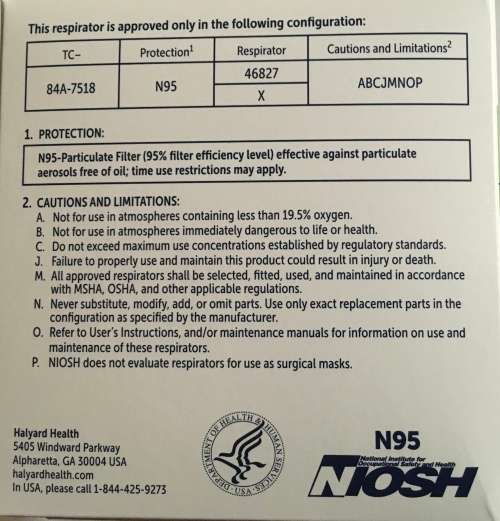 This respirator is approved only in the following configuration:
TC– Protection1 Respirator Cautions and Limitations2
84A-7518 N95 46827 ABCJMNOP
X
1. PROTECTION:
N95-Particulate Filter (95% filter efficiency level) effective against particulate
aerosols free of oil; time use restrictions may apply.
2. CAUTIONS AND LIMITATIONS:
A. Not for use in atmospheres containing less than 19.5% oxygen.
B. Not for use in atmospheres immediately dangerous to life or health.
C. Do not exceed maximum use concentrations established by regulatory standards.
J. Failure to properly use and maintain this product could result in injury or death.
M. All approved respirators shall be selected, fitted, used, and maintained in accordance
with MSHA, OSHA, and other applicable regulations.
N. Never substitute, modify, add, or omit parts. Use only exact replacement parts in the
configuration as specified by the manufacturer.
O. Refer to User's Instructions, and/or maintenance manuals for information on use and
maintenance of these respirators.
P. NIOSH does not evaluate respirators for use as surgical masks.
Halyard Health
5405 Windward Parkway
Alpharetta, GA 30004 USA
halyardhealth.com
In USA, please call 1-844-425-9273
DEPARTMENT OF HEALTH & HUMAN SERVICES · USA
N95
National Institute for
Occupational Safety and Health
NIOSH